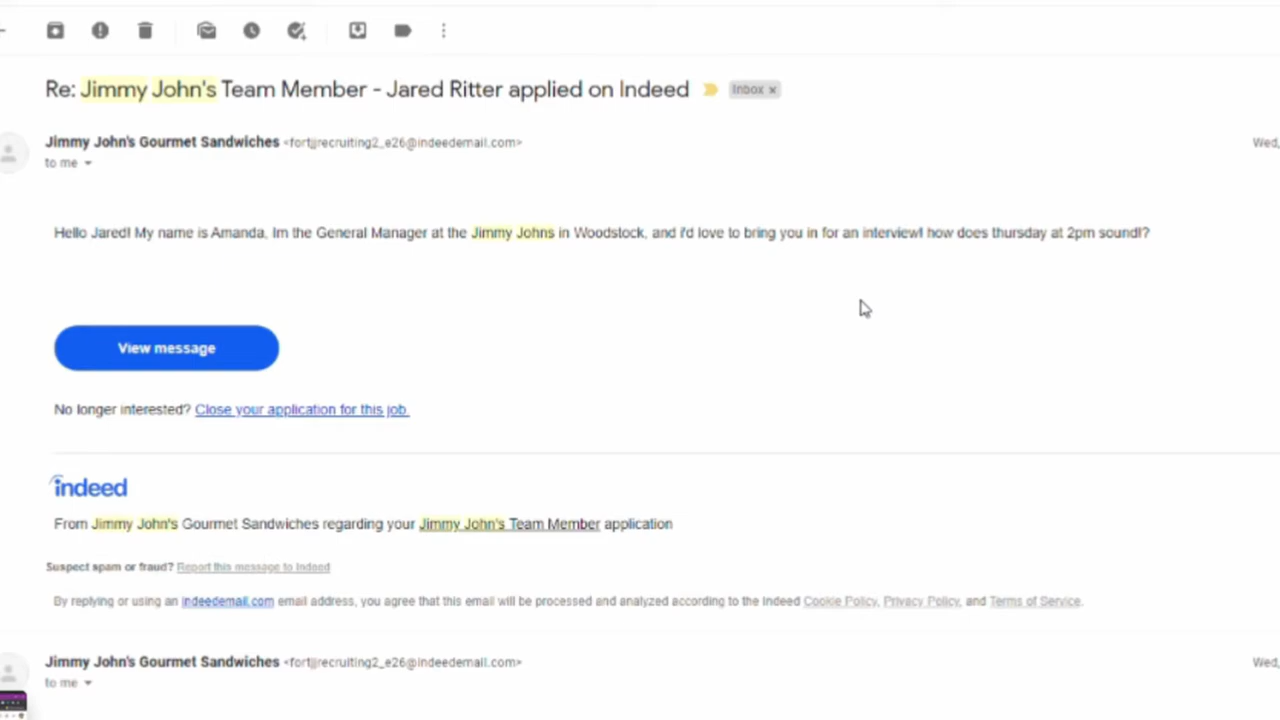 Re: Jimmy John's Team Member - Jared Ritter applied on Indeed Inbox x
Jimmy John's Gourmet Sandwiches <fortjjrecruiting2_e26@indeedemail.com> Wed,
to me
Hello Jared! My name is Amanda, Im the General Manager at the Jimmy Johns in Woodstock, and i'd love to bring you in for an interview! how does thursday at 2pm sound!?
View message
No longer interested? Close your application for this job.
indeed
From Jimmy John's Gourmet Sandwiches regarding your Jimmy John's Team Member application
Suspect spam or fraud? Report this message to Indeed
By replying or using an indeedemail.com email address, you agree that this email will be processed and analyzed according to the Indeed Cookie Policy, Privacy Policy, and Terms of Service.
Jimmy John's Gourmet Sandwiches <fortjjrecruiting2_e26@indeedemail.com> Wed,
to me